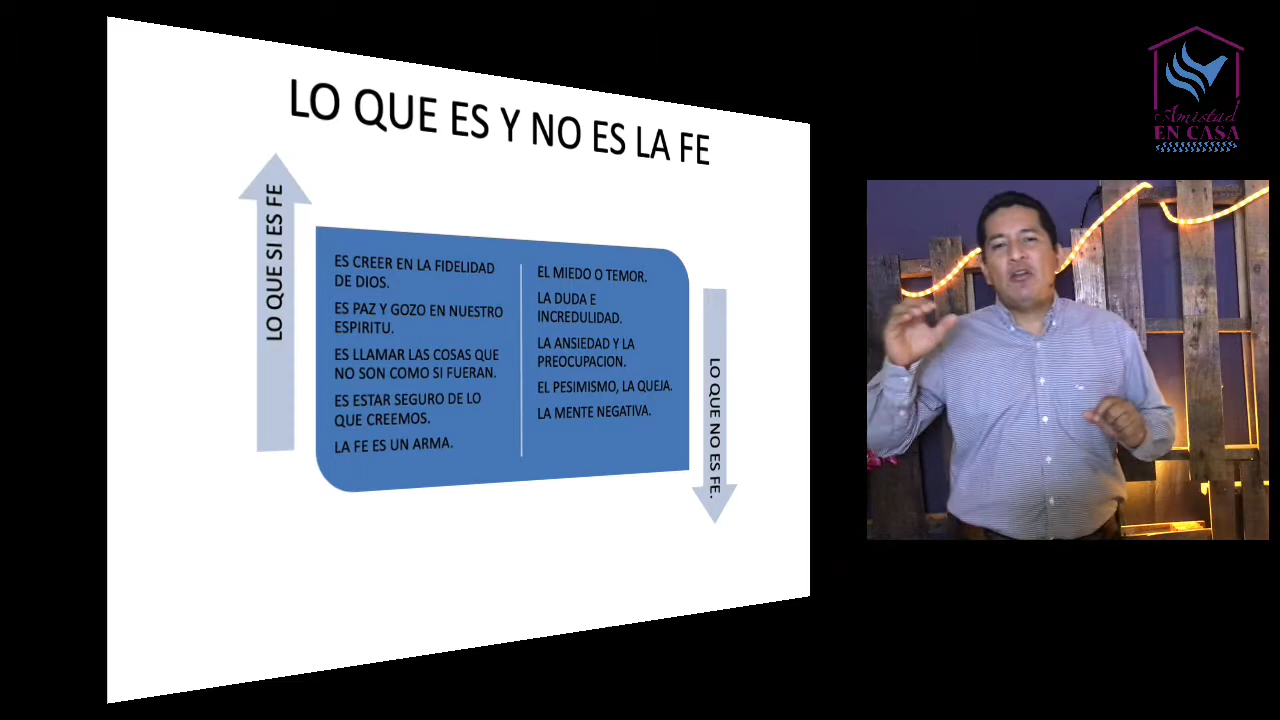 LO QUE ES Y NO ES LA FE
LO QUE SI ES FE
ES CREER EN LA FIDELIDAD
DE DIOS.
ES PAZ Y GOZO EN NUESTRO
ESPIRITU.
ES LLAMAR LAS COSAS QUE
NO SON COMO SI FUERAN.
ES ESTAR SEGURO DE LO
QUE CREEMOS.
LA FE ES UN ARMA.
EL MIEDO O TEMOR.
LA DUDA E
INCREDULIDAD.
LA ANSIEDAD Y LA
PREOCUPACION.
EL PESIMISMO, LA QUEJA.
LA MENTE NEGATIVA.
LO QUE NO ES FE.
Amistad
EN CASA